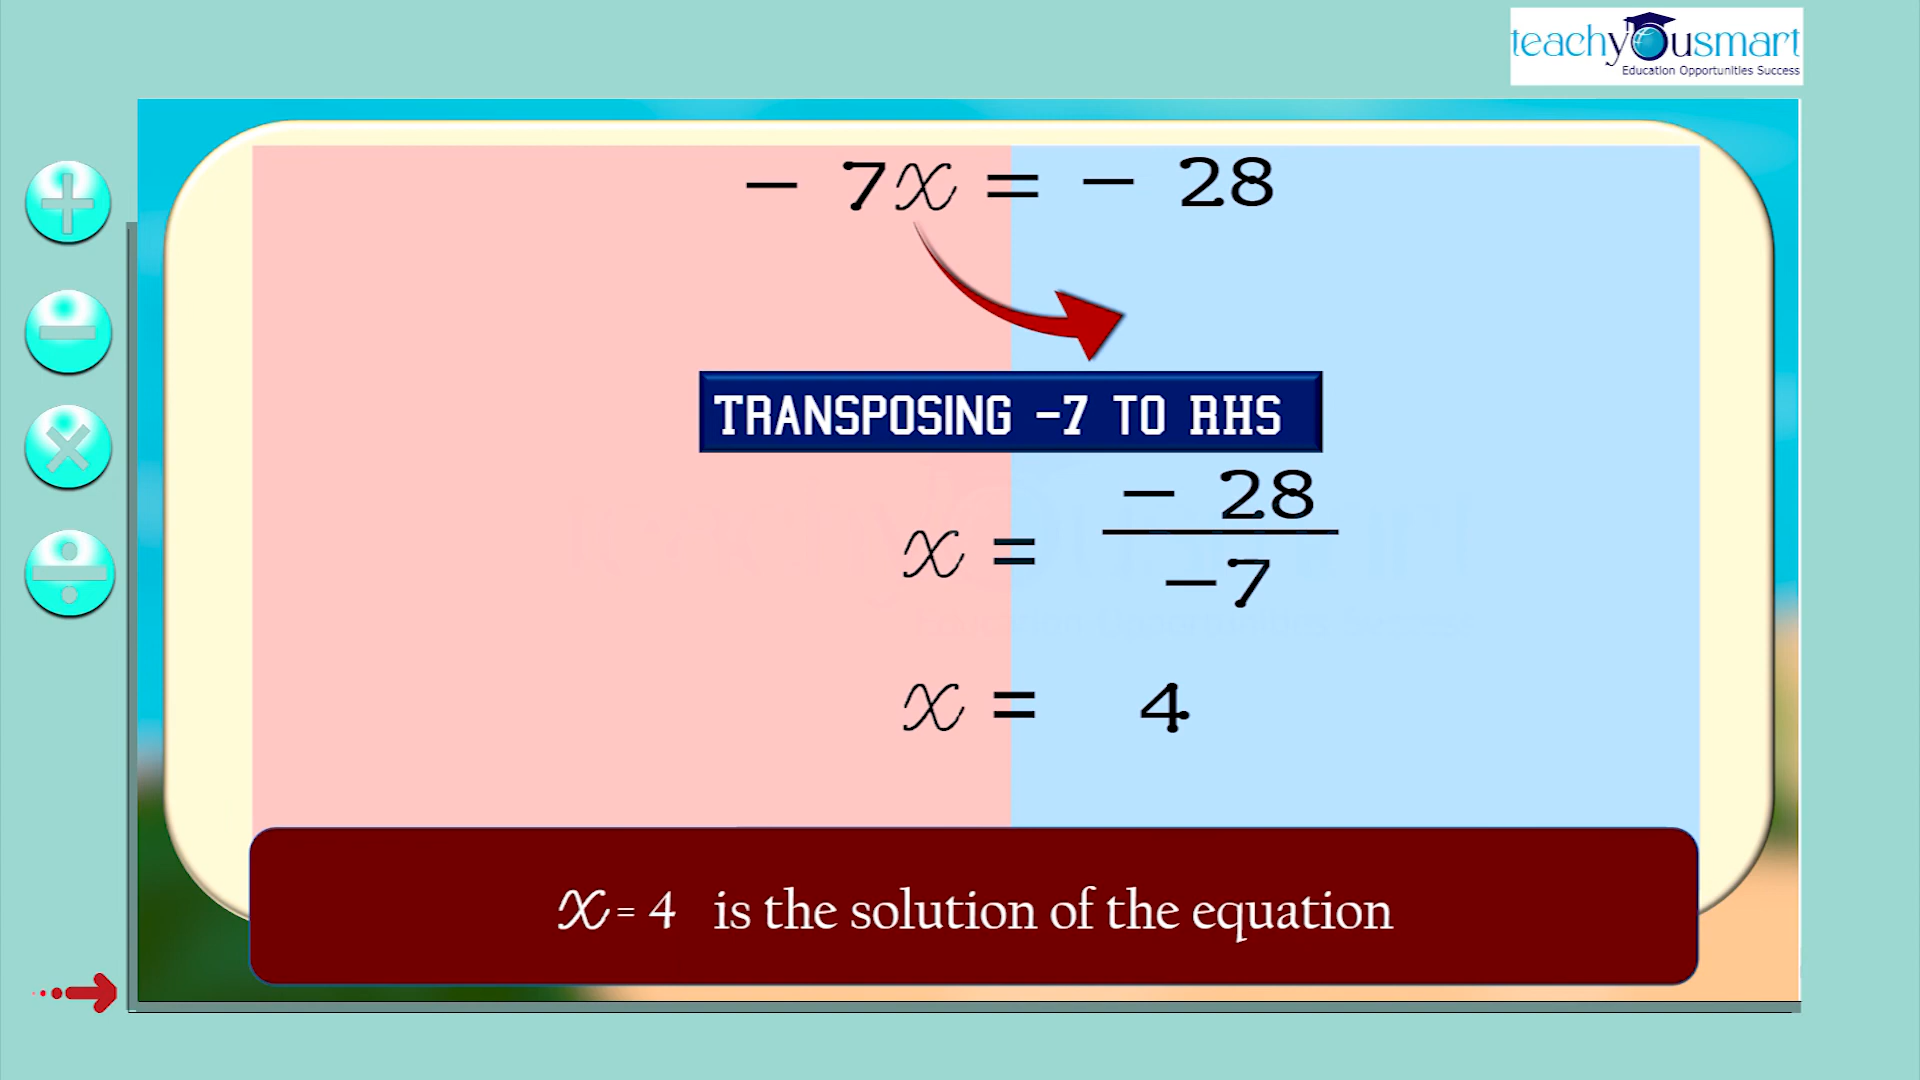 teachyousmart
Education Opportunities Success
− 7x = − 28
TRANSPOSING −7 TO RHS
− 28
x =
−7
x = 4
x = 4 is the solution of the equation